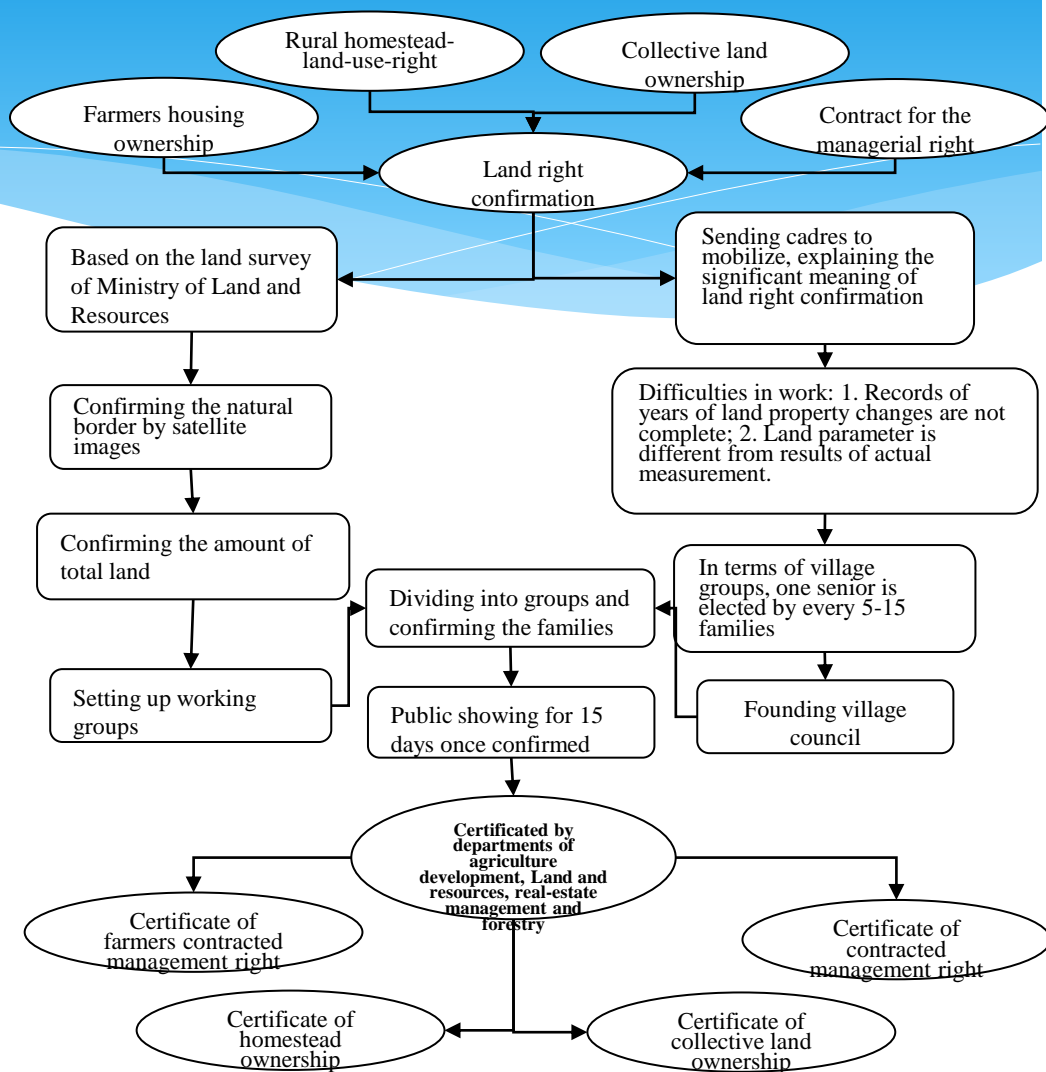 Rural homestead-
land-use-right
Collective land
ownership
Farmers housing
ownership
Contract for the
managerial right
Land right
confirmation
Based on the land survey
of Ministry of Land and
Resources
Sending cadres to
mobilize, explaining the
significant meaning of
land right confirmation
Confirming the natural
border by satellite
images
Difficulties in work: 1. Records of
years of land property changes are not
complete; 2. Land parameter is
different from results of actual
measurement.
Confirming the amount of
total land
In terms of village
groups, one senior is
elected by every 5-15
families
Dividing into groups and
confirming the families
Setting up working
groups
Public showing for 15
days once confirmed
Founding village
council
Certificated by
departments of
agriculture
development, Land and
resources, real-estate
management and
forestry
Certificate of
farmers contracted
management right
Certificate of
contracted
management right
Certificate of
homestead
ownership
Certificate of
collective land
ownership